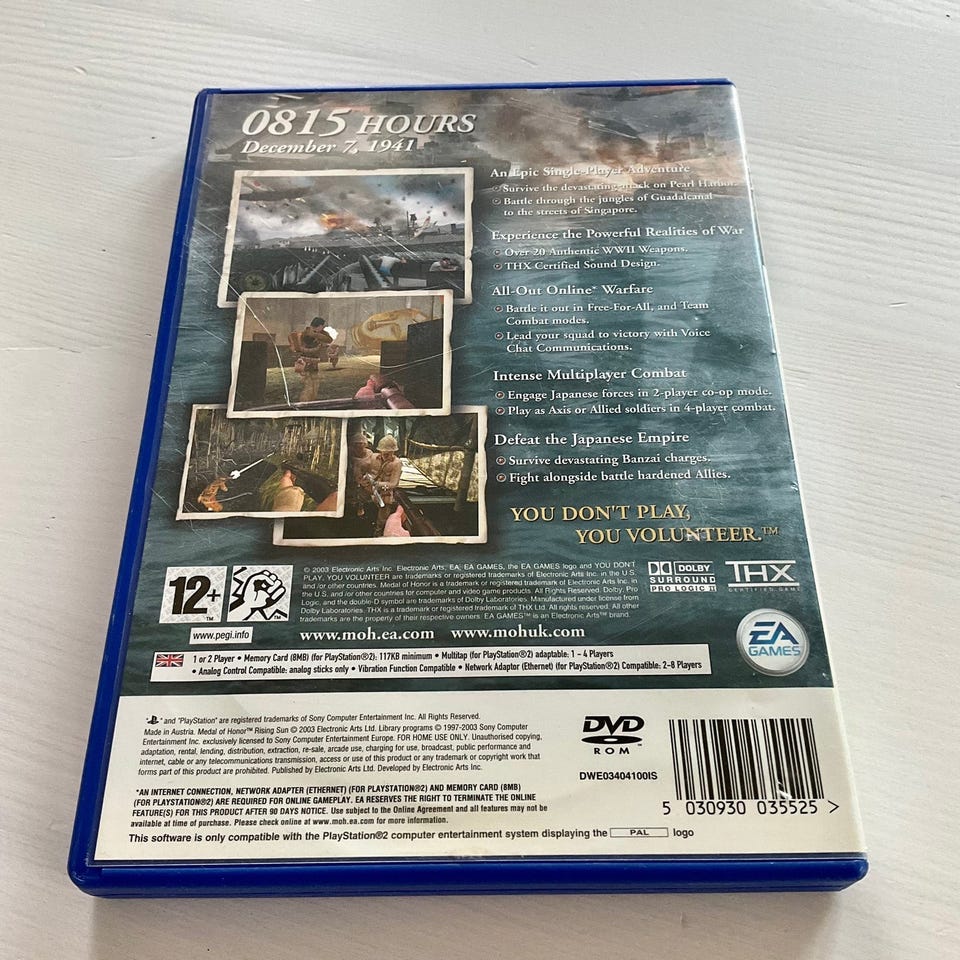 0815 HOURS
December 7, 1941
An Epic Single-Player Adventure
Survive the devastating attack on Pearl Harbor.
Battle through the jungles of Guadalcanal
to the streets of Singapore.
Experience the Powerful Realities of War
Over 20 Authentic WWII Weapons.
THX Certified Sound Design.
All-Out Online* Warfare
Battle it out in Free-For-All, and Team
Combat modes.
Lead your squad to victory with Voice
Chat Communications.
Intense Multiplayer Combat
Engage Japanese forces in 2-player co-op mode.
Play as Axis or Allied soldiers in 4-player combat.
Defeat the Japanese Empire
Survive devastating Banzai charges.
Fight alongside battle hardened Allies.
YOU DON'T PLAY,
YOU VOLUNTEER.™
12+
www.pegi.info
© 2003 Electronic Arts Inc. Electronic Arts, EA, EA GAMES, the EA GAMES logo and YOU DON'T
PLAY. YOU VOLUNTEER are trademarks or registered trademarks of Electronic Arts Inc. in the U.S.
and /or other countries. Medal of Honor is a trademark or registered trademark of Electronic Arts Inc. in
the U.S. and /or other countries for computer and video game products. All Rights Reserved. Dolby, Pro
Logic, and the double-D symbol are trademarks of Dolby Laboratories. Manufactured under license from
Dolby Laboratories. THX is a trademark or registered trademark of THX Ltd. All rights reserved. All other
trademarks are the property of their respective owners. EA GAMES™ is an Electronic Arts™ brand.
www.moh.ea.com www.mohuk.com
DOLBY
SURROUND
PRO LOGIC II
THX
CERTIFIED GAME
EA
GAMES
1 or 2 Player • Memory Card (8MB) (for PlayStation®2): 117KB minimum • Multitap (for PlayStation®2) adaptable: 1 - 4 Players
• Analog Control Compatible: analog sticks only • Vibration Function Compatible • Network Adaptor (Ethernet) (for PlayStation®2) Compatible: 2-8 Players
" " and "PlayStation" are registered trademarks of Sony Computer Entertainment Inc. All Rights Reserved.
Made in Austria. Medal of Honor™ Rising Sun © 2003 Electronic Arts Ltd. Library programs © 1997-2003 Sony Computer
Entertainment Inc. exclusively licensed to Sony Computer Entertainment Europe. FOR HOME USE ONLY. Unauthorised copying,
adaptation, rental, lending, distribution, extraction, re-sale, arcade use, charging for use, broadcast, public performance and
internet, cable or any telecommunications transmission, access or use of this product or any trademark or copyright work that
forms part of this product are prohibited. Published by Electronic Arts Ltd. Developed by Electronic Arts Inc.
*AN INTERNET CONNECTION, NETWORK ADAPTOR (ETHERNET) (FOR PLAYSTATION®2) AND MEMORY CARD (8MB)
(FOR PLAYSTATION®2) ARE REQUIRED FOR ONLINE GAMEPLAY. EA RESERVES THE RIGHT TO TERMINATE THE ONLINE
FEATURE(S) FOR THIS PRODUCT AFTER 90 DAYS NOTICE. Use subject to the Online Agreement and all features may not be
available at time of purchase. Please check online at www.moh.ea.com for more information.
This software is only compatible with the PlayStation®2 computer entertainment system displaying the PAL logo
DVD
ROM
DWE03404100IS
5 030930 035525 >